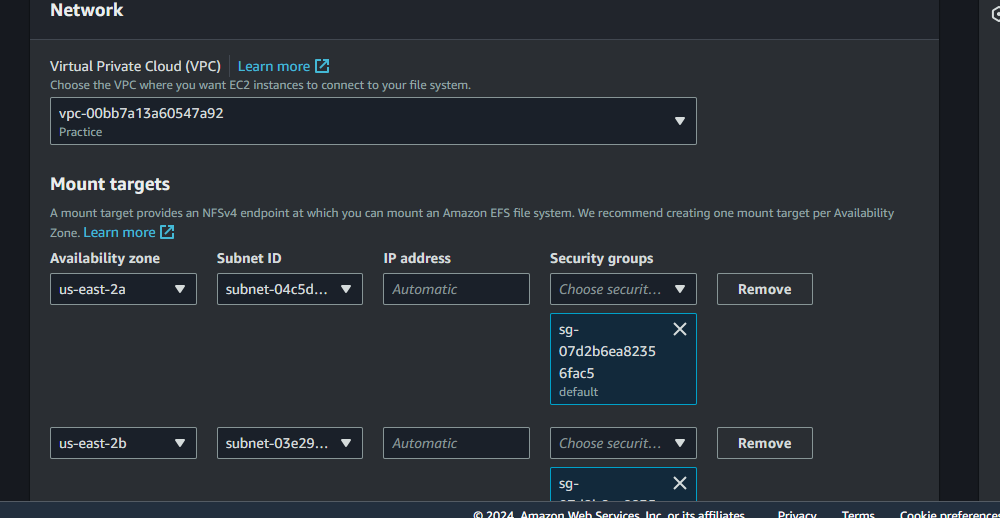 Network
Virtual Private Cloud (VPC) Learn more
Choose the VPC where you want EC2 instances to connect to your file system.
vpc-00bb7a13a60547a92
Practice
Mount targets
A mount target provides an NFSv4 endpoint at which you can mount an Amazon EFS file system. We recommend creating one mount target per Availability
Zone. Learn more
Availability zone Subnet ID IP address Security groups
us-east-2a subnet-04c5d... Automatic Choose securit... Remove
sg-
07d2b6ea8235
6fac5
default
us-east-2b subnet-03e29... Automatic Choose securit... Remove
sg-
© 2024, Amazon Web Services, Inc. or its affiliates. Privacy Terms Cookie preferences